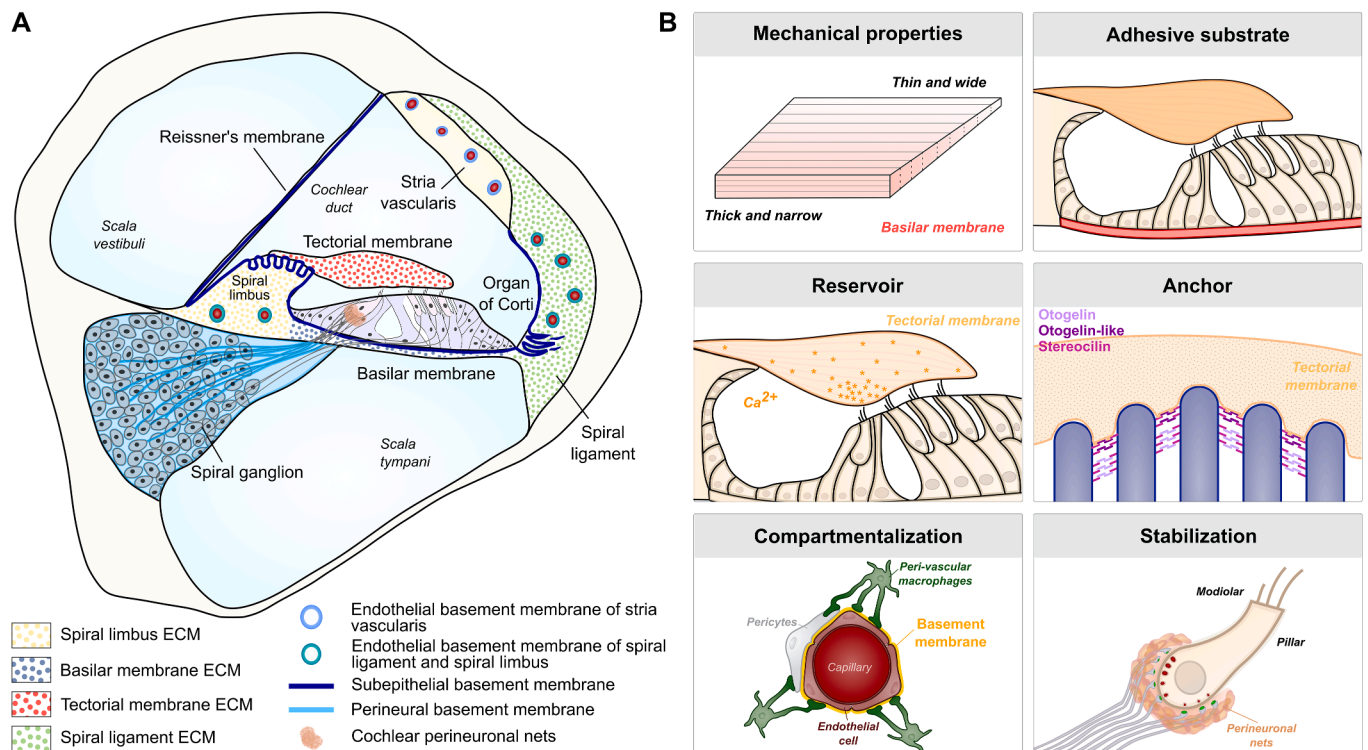 A
Reissner's membrane
Cochlear
duct
Stria
vascularis
Scala
vestibuli
Tectorial membrane
Spiral
limbus
Organ
of Corti
Basilar membrane
Spiral
ligament
Scala
tympani
Spiral ganglion
Spiral limbus ECM
Basilar membrane ECM
Tectorial membrane ECM
Spiral ligament ECM
Endothelial basement membrane of stria
vascularis
Endothelial basement membrane of spiral
ligament and spiral limbus
Subepithelial basement membrane
Perineural basement membrane
Cochlear perineuronal nets
B
Mechanical properties
Thin and wide
Thick and narrow
Basilar membrane
Adhesive substrate
Reservoir
Tectorial membrane
Ca2+
Anchor
Otogelin
Otogelin-like
Stereocilin
Tectorial
membrane
Compartmentalization
Peri-vascular
macrophages
Pericytes
Basement
membrane
Capillary
Endothelial
cell
Stabilization
Modiolar
Pillar
Perineuronal
nets